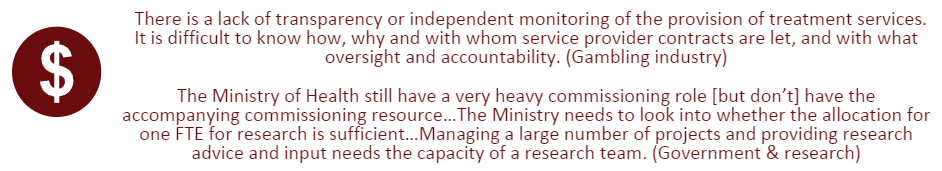 $
There is a lack of transparency or independent monitoring of the provision of treatment services.
It is difficult to know how, why and with whom service provider contracts are let, and with what
oversight and accountability. (Gambling industry)
The Ministry of Health still have a very heavy commissioning role [but don’t] have the
accompanying commissioning resource…The Ministry needs to look into whether the allocation for
one FTE for research is sufficient…Managing a large number of projects and providing research
advice and input needs the capacity of a research team. (Government & research)